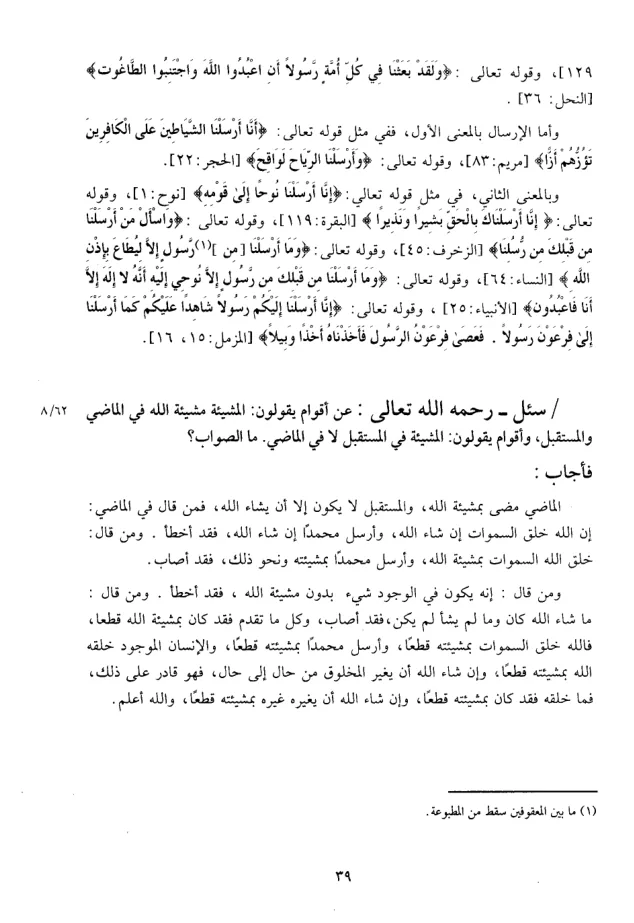 ١٢٩]، وقوله تعالى :﴿وَلَقَدْ بَعَثْنَا فِي كُلِّ أُمَّةٍ رَّسُولاً أَنِ اعْبُدُوا اللَّهَ وَاجْتَنِبُوا الطَّاغُوت﴾
[النحل: ٣٦] .
وأما الإرسال بالمعنى الأول، ففي مثل قوله تعالى: ﴿أَنَّا أَرْسَلْنَا الشَّيَاطِينَ عَلَى الْكَافِرِينَ
تَؤُزُّهُمْ أَزًّا﴾ [مريم:٨٣]، وقوله تعالى: ﴿وَأَرْسَلْنَا الرِّيَاحَ لَوَاقِحَ﴾ [الحجر:٢٢].
وبالمعنى الثاني، في مثل قوله تعالي:﴿إِنَّا أَرْسَلْنَا نُوحًا إِلَىٰ قَوْمِهِ﴾ [نوح:١]، وقوله
تعالى:﴿ إِنَّا أَرْسَلْنَاكَ بِالْحَقِّ بَشِيرًا وَنَذِيرًا ﴾ [البقرة:١١٩]، وقوله تعالى :﴿وَاسْأَلْ مَنْ أَرْسَلْنَا
مِن قَبْلِكَ مِن رُّسُلِنَا﴾ [الزخرف:٤٥]، وقوله تعالى:﴿وَمَا أَرْسَلْنَا [من ](١)رَّسُولٍ إِلاَّ لِيُطَاعَ بِإِذْنِ
اللَّه ﴾ [النساء:٦٤]، وقوله تعالى: ﴿وَمَا أَرْسَلْنَا مِن قَبْلِكَ مِن رَّسُولٍ إِلاَّ نُوحِي إِلَيْهِ أَنَّهُ لا إِلَهَ إِلاَّ
أَنَا فَاعْبُدُونِ﴾ [الأنبياء:٢٥] ، وقوله تعالى: ﴿إِنَّا أَرْسَلْنَا إِلَيْكُمْ رَسُولاً شَاهِدًا عَلَيْكُمْ كَمَا أَرْسَلْنَا
إِلَىٰ فِرْعَوْنَ رَسُولاً . فَعَصَىٰ فِرْعَوْنُ الرَّسُولَ فَأَخَذْنَاهُ أَخْذًا وَبِيلاً﴾ [المزمل:١٥، ١٦].
/ سئل ـ رحمه الله تعالى : عن أقوام يقولون: المشيئة مشيئة الله في الماضي ٨/٦٢
والمستقبل، وأقوام يقولون: المشيئة في المستقبل لا في الماضي. ما الصواب؟
فأجاب :
الماضي مضى بمشيئة الله، والمستقبل لا يكون إلا أن يشاء الله، فمن قال في الماضي:
إن الله خلق السموات إن شاء الله، وأرسل محمدًا إن شاء الله، فقد أخطأ . ومن قال:
خلق الله السموات بمشيئة الله، وأرسل محمدًا بمشيئته ونحو ذلك، فقد أصاب.
ومن قال : إنه يكون في الوجود شيء بدون مشيئة الله ، فقد أخطأ . ومن قال :
ما شاء الله كان وما لم يشأ لم يكن،فقد أصاب، وكل ما تقدم فقد كان بمشيئة الله قطعا،
فالله خلق السموات بمشيئته قطعًا، وأرسل محمدًا بمشيئته قطعًا، والإنسان الموجود خلقه
الله بمشيئته قطعًا، وإن شاء الله أن يغير المخلوق من حال إلى حال، فهو قادر على ذلك،
فما خلقه فقد كان بمشيئته قطعًا، وإن شاء الله أن يغيره غيره بمشيئته قطعًا، والله أعلم.
(١) ما بين المعقوفين سقط من المطبوعة .
٣٩